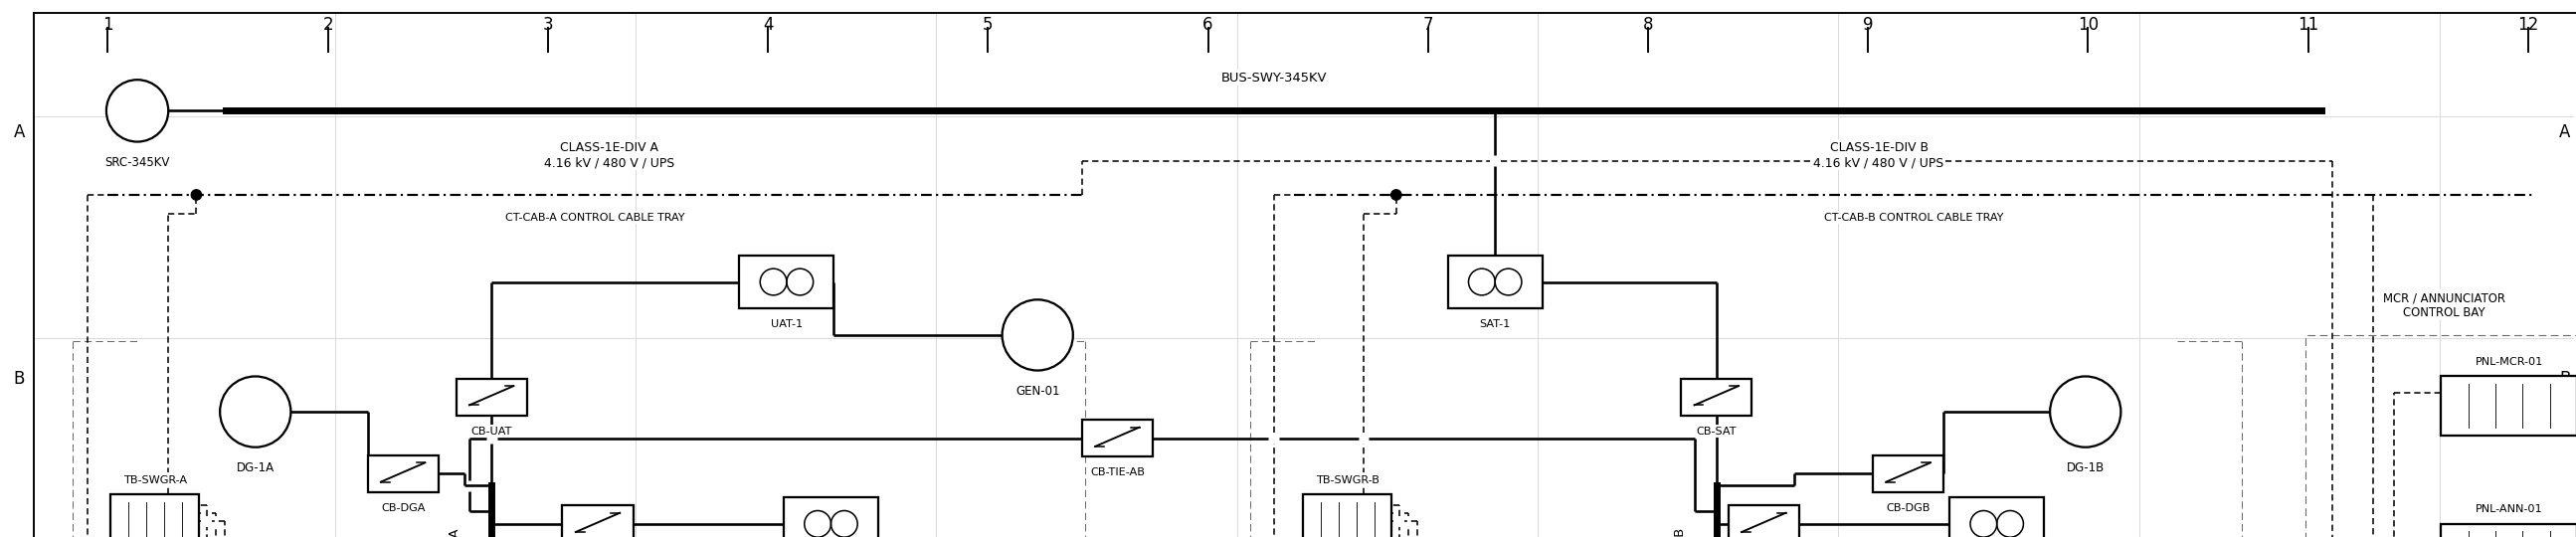 1 2 3 4 5 6 7 8 9 10 11 12
BUS-SWY-345KV
A A
SRC-345KV
CLASS-1E-DIV A
4.16 kV / 480 V / UPS
CLASS-1E-DIV B
4.16 kV / 480 V / UPS
CT-CAB-A CONTROL CABLE TRAY
CT-CAB-B CONTROL CABLE TRAY
UAT-1
SAT-1
MCR / ANNUNCIATOR
CONTROL BAY
B B
GEN-01
PNL-MCR-01
CB-UAT
CB-SAT
DG-1A
CB-TIE-AB
DG-1B
TB-SWGR-A
TB-SWGR-B
CB-DGA
CB-DGB
PNL-ANN-01
A
B